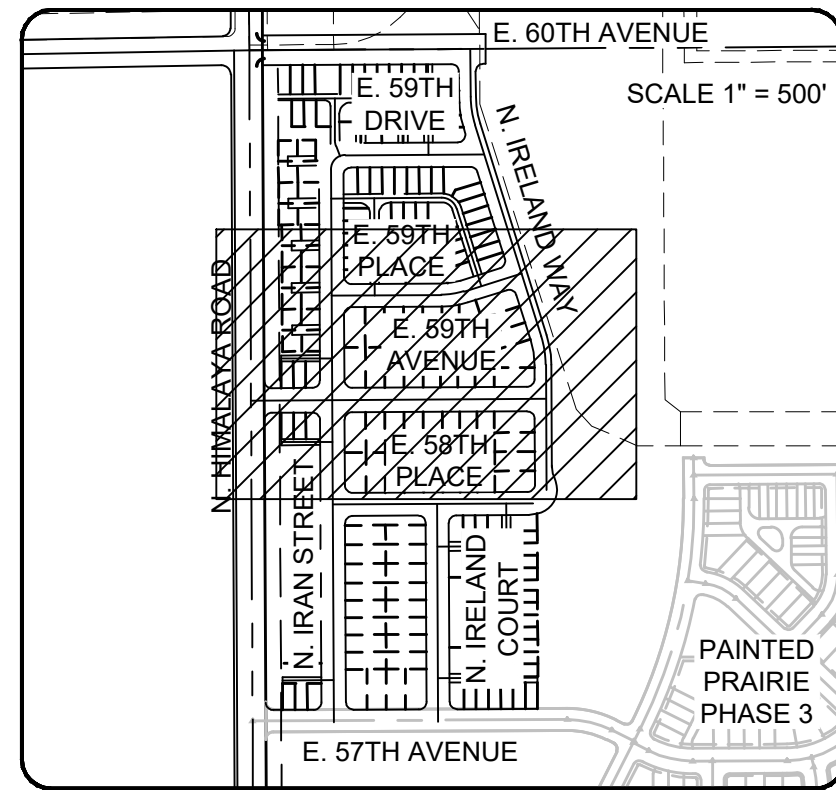 E. 60TH AVENUE
SCALE 1" = 500'
E. 59TH
DRIVE
N. IRELAND WAY
E. 59TH
PLACE
N. HIMALAYA ROAD
E. 59TH
AVENUE
E. 58TH
PLACE
N. IRAN STREET
N. IRELAND
COURT
PAINTED
PRAIRIE
PHASE 3
E. 57TH AVENUE